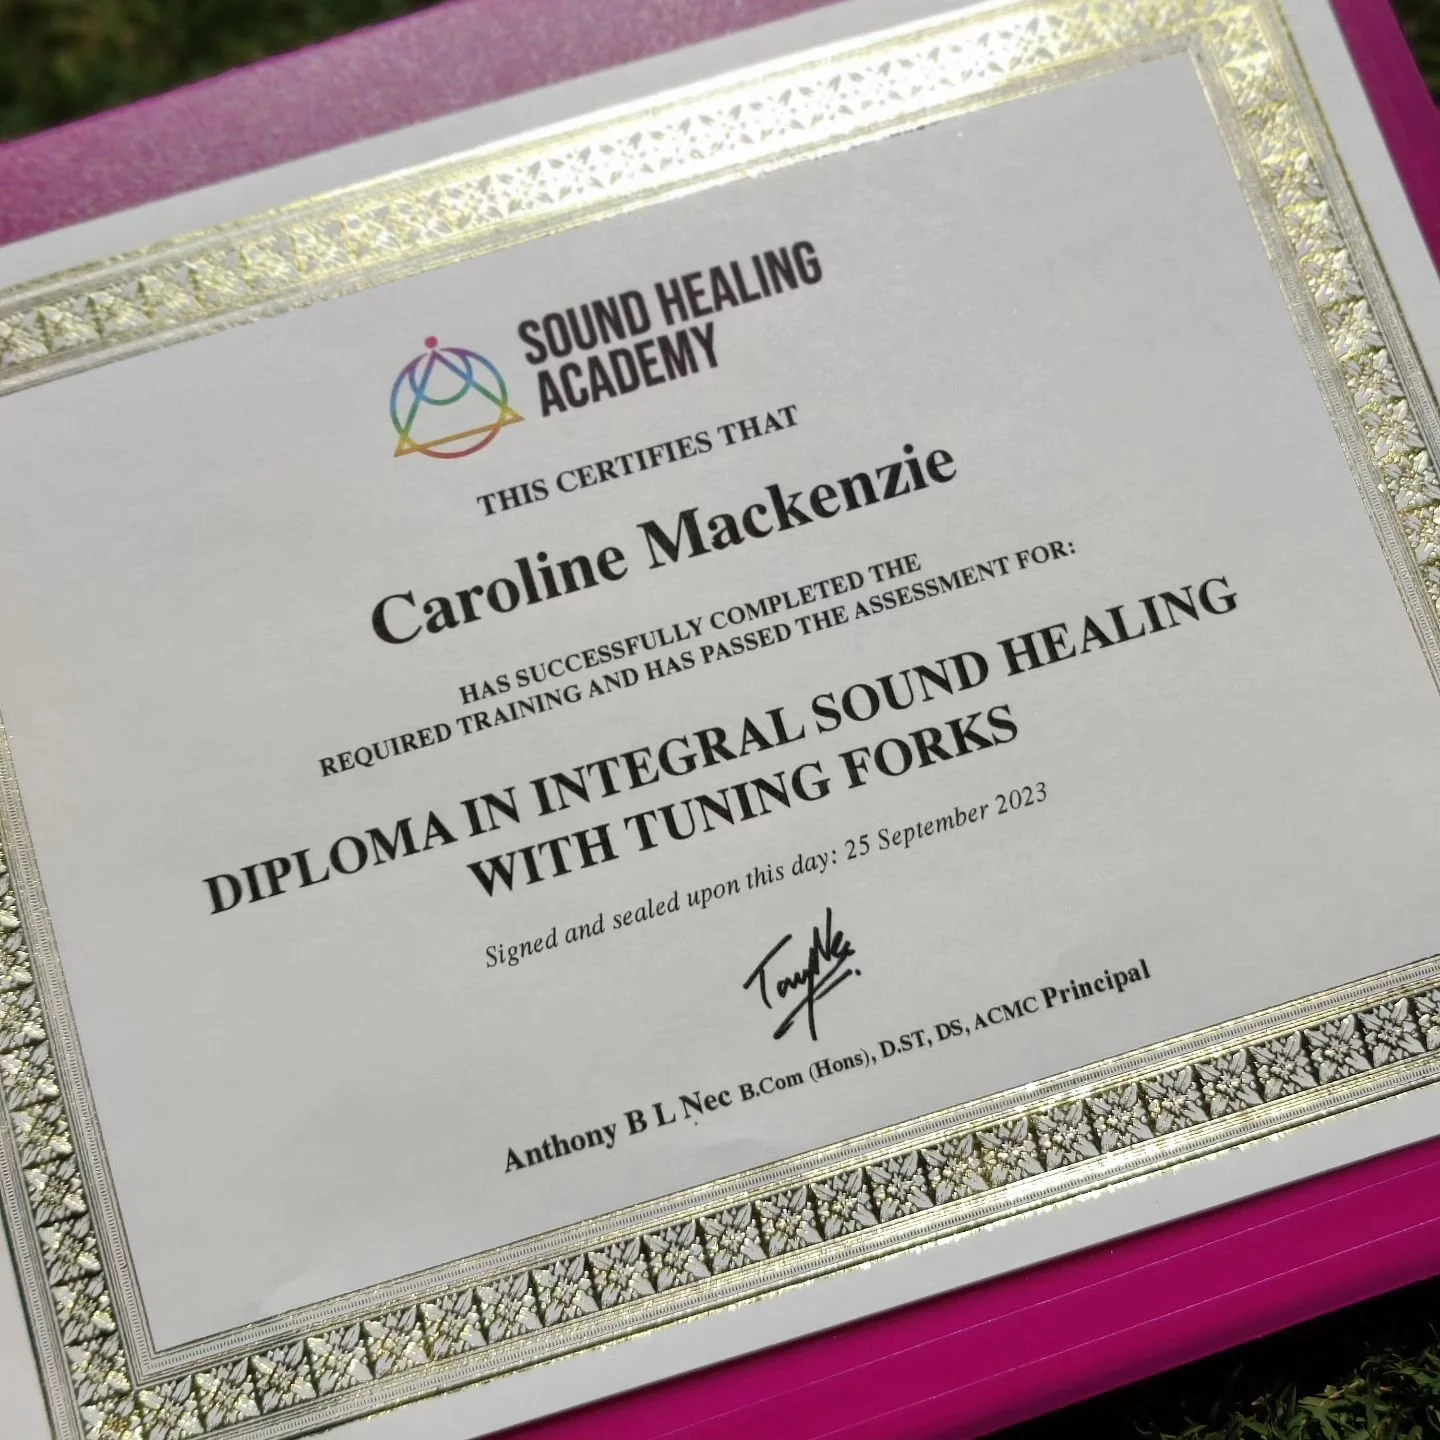 SOUND HEALING
ACADEMY
THIS CERTIFIES THAT
Caroline Mackenzie
HAS SUCCESSFULLY COMPLETED THE
REQUIRED TRAINING AND HAS PASSED THE ASSESSMENT FOR:
DIPLOMA IN INTEGRAL SOUND HEALING
WITH TUNING FORKS
Signed and sealed upon this day: 25 September 2023
Anthony B L Nec B.Com (Hons), D.ST, DS, ACMC Principal